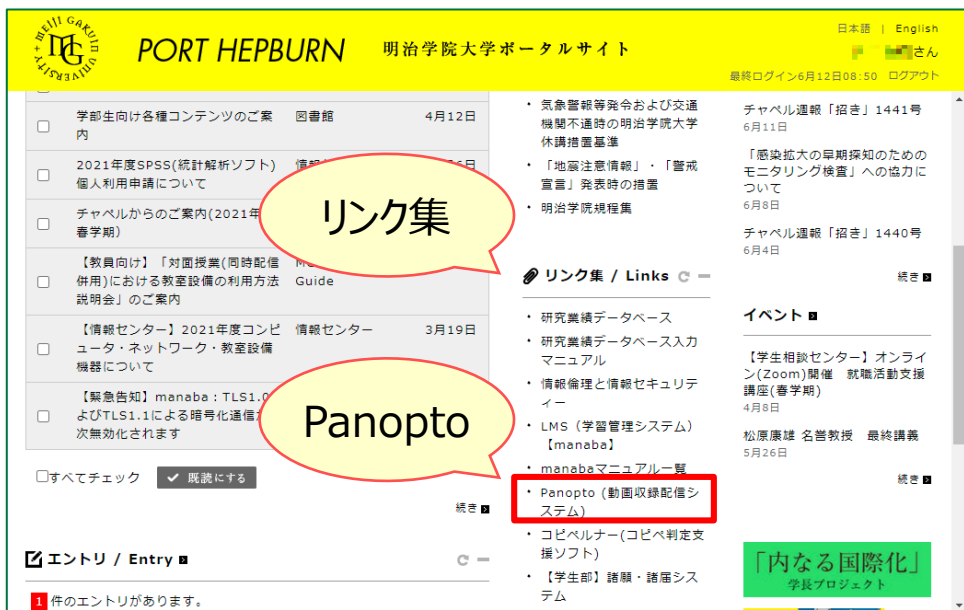 MEIJI GAKUIN UNIVERSITY
MG
PORT HEPBURN
明治学院大学ポータルサイト
日本語 | English
さん
最終ログイン6月12日08:50 ログアウト
学部生向け各種コンテンツのご案
内
図書館
4月12日
2021年度SPSS(統計解析ソフト)
個人利用申請について
チャペルからのご案内(2021年
春学期)
【教員向け】「対面授業(同時配信
併用)における教室設備の利用方法
説明会」のご案内
Guide
【情報センター】2021年度コンピ
ュータ・ネットワーク・教室設備
機器について
情報センター
3月19日
【緊急告知】manaba：TLS1.0
よびTLS1.1による暗号化通信
次無効化されます
すべてチェック
既読にする
続き
エントリ / Entry
1 件のエントリがあります。
リンク集
Panopto
・ 気象警報等発令および交通
機関不通時の明治学院大学
休講措置基準
・ 「地震注意情報」・「警戒
宣言」発表時の措置
・ 明治学院規程集
リンク集 / Links
・ 研究業績データベース
・ 研究業績データベース入力
マニュアル
・ 情報倫理と情報セキュリテ
ィー
・ LMS（学習管理システム）
【manaba】
・ manabaマニュアル一覧
・ Panopto (動画収録配信シ
ステム)
・ コピペルナー(コピペ判定支
援ソフト)
・ 【学生部】諸願・諸届シス
テム
チャペル週報「招き」1441号
6月11日
「感染拡大の早期探知のための
モニタリング検査」への協力に
ついて
6月8日
チャペル週報「招き」1440号
6月4日
続き
イベント
【学生相談センター】オンライ
ン(Zoom)開催　就職活動支援
講座(春学期)
4月8日
松原康雄 名誉教授　最終講義
5月26日
続き
「内なる国際化」
学長プロジェクト